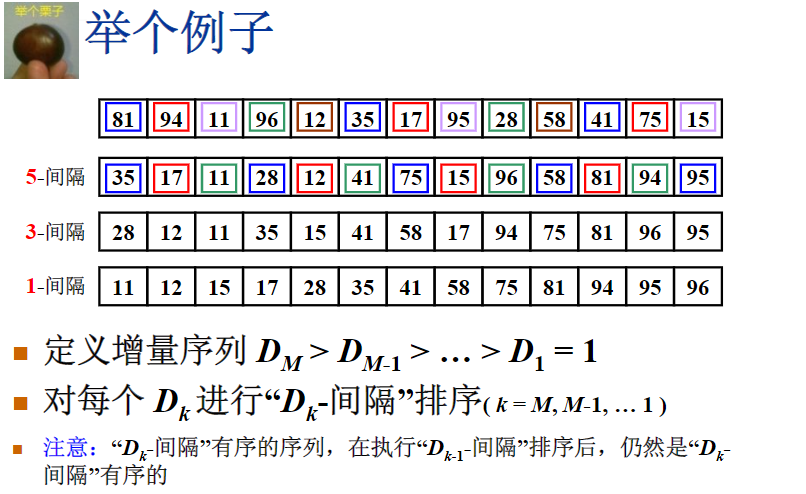 举个栗子
举个例子
81 94 11 96 12 35 17 95 28 58 41 75 15
5-间隔 35 17 11 28 12 41 75 15 96 58 81 94 95
3-间隔 28 12 11 35 15 41 58 17 94 75 81 96 95
1-间隔 11 12 15 17 28 35 41 58 75 81 94 95 96
定义增量序列 D_M > D_{M-1} > … > D_1 = 1
对每个 D_k 进行“D_k-间隔”排序( k = M, M-1, … 1 )
注意：“D_k-间隔”有序的序列，在执行“D_{k-1}-间隔”排序后，仍然是“D_k-
间隔”有序的